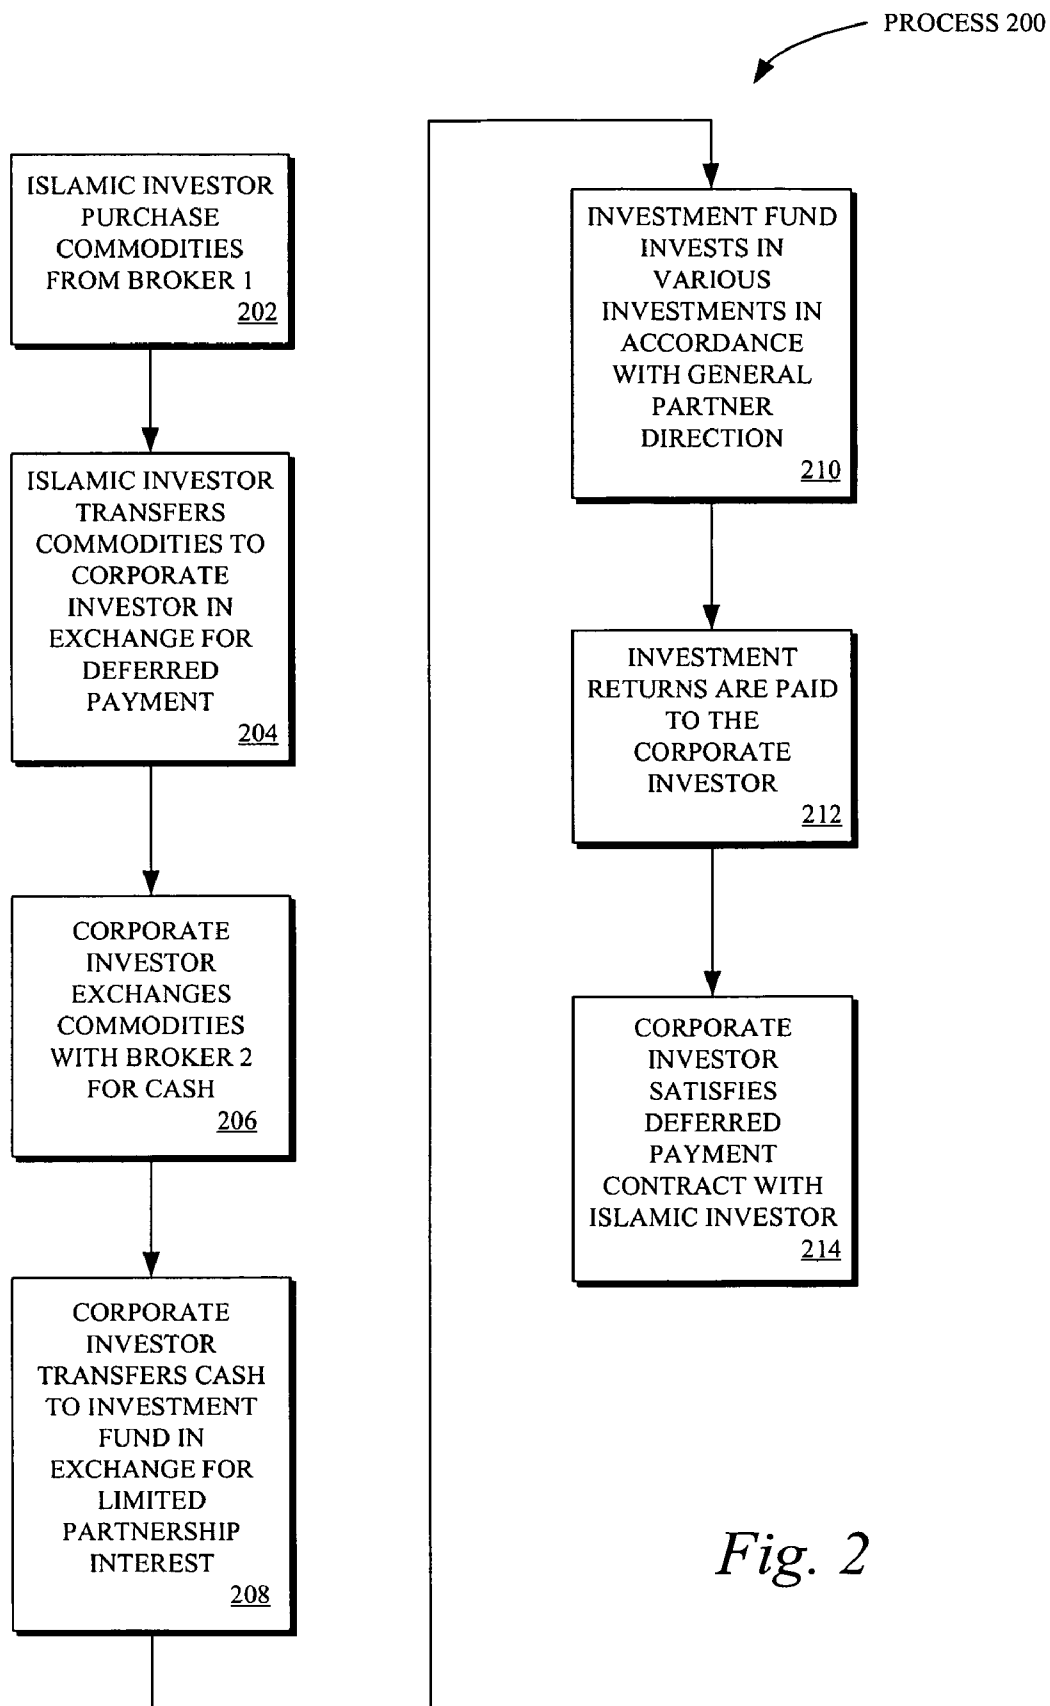 PROCESS 200
ISLAMIC INVESTOR
PURCHASE
COMMODITIES
FROM BROKER 1
202
ISLAMIC INVESTOR
TRANSFERS
COMMODITIES TO
CORPORATE
INVESTOR IN
EXCHANGE FOR
DEFERRED
PAYMENT
204
CORPORATE
INVESTOR
EXCHANGES
COMMODITIES
WITH BROKER 2
FOR CASH
206
CORPORATE
INVESTOR
TRANSFERS CASH
TO INVESTMENT
FUND IN
EXCHANGE FOR
LIMITED
PARTNERSHIP
INTEREST
208
INVESTMENT FUND
INVESTS IN
VARIOUS
INVESTMENTS IN
ACCORDANCE
WITH GENERAL
PARTNER
DIRECTION
210
INVESTMENT
RETURNS ARE PAID
TO THE
CORPORATE
INVESTOR
212
CORPORATE
INVESTOR
SATISFIES
DEFERRED
PAYMENT
CONTRACT WITH
ISLAMIC INVESTOR
214
Fig. 2